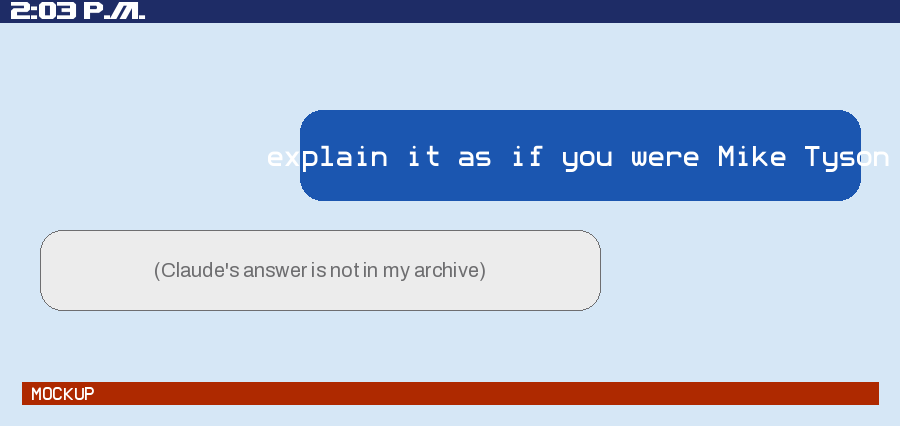 2:03 P.M.
explain it as if you were Mike Tyson
(Claude's answer is not in my archive)
MOCKUP